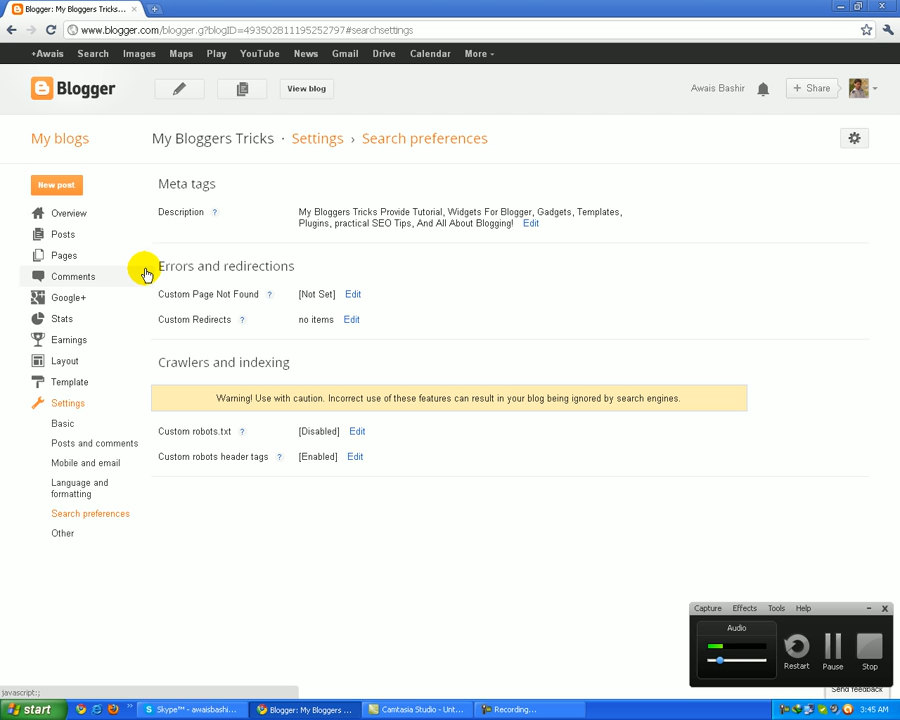 Blogger: My Bloggers Tricks...
www.blogger.com/blogger.g?blogID=493502811195252797#searchsettings
+Awais Search Images Maps Play YouTube News Gmail Drive Calendar More
Blogger
View blog
Awais Bashir
+ Share
My blogs
My Bloggers Tricks · Settings › Search preferences
New post
Overview
Posts
Pages
Comments
Google+
Stats
Earnings
Layout
Template
Settings
Basic
Posts and comments
Mobile and email
Language and
formatting
Search preferences
Other
Meta tags
Description ? My Bloggers Tricks Provide Tutorial, Widgets For Blogger, Gadgets, Templates,
Plugins, practical SEO Tips, And All About Blogging! Edit
Errors and redirections
Custom Page Not Found ? [Not Set] Edit
Custom Redirects ? no items Edit
Crawlers and indexing
Warning! Use with caution. Incorrect use of these features can result in your blog being ignored by search engines.
Custom robots.txt ? [Disabled] Edit
Custom robots header tags ? [Enabled] Edit
Capture Effects Tools Help
Audio
Restart Pause Stop
Send feedback
javascript:;
start
Skype™ - awaisbashi...
Blogger: My Bloggers ...
Camtasia Studio - Unt...
Recording...
3:45 AM